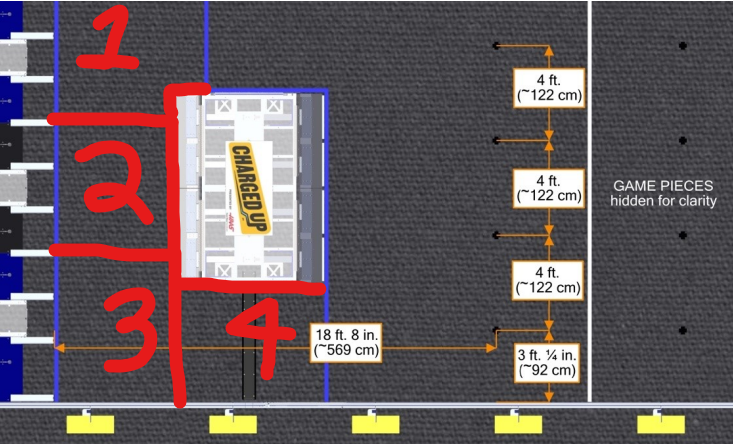 1
4 ft.
(~122 cm)
2
CHARGED UP
4 ft.
(~122 cm)
GAME PIECES
hidden for clarity
4 ft.
(~122 cm)
3
4
18 ft. 8 in.
(~569 cm)
3 ft. ¼ in.
(~92 cm)